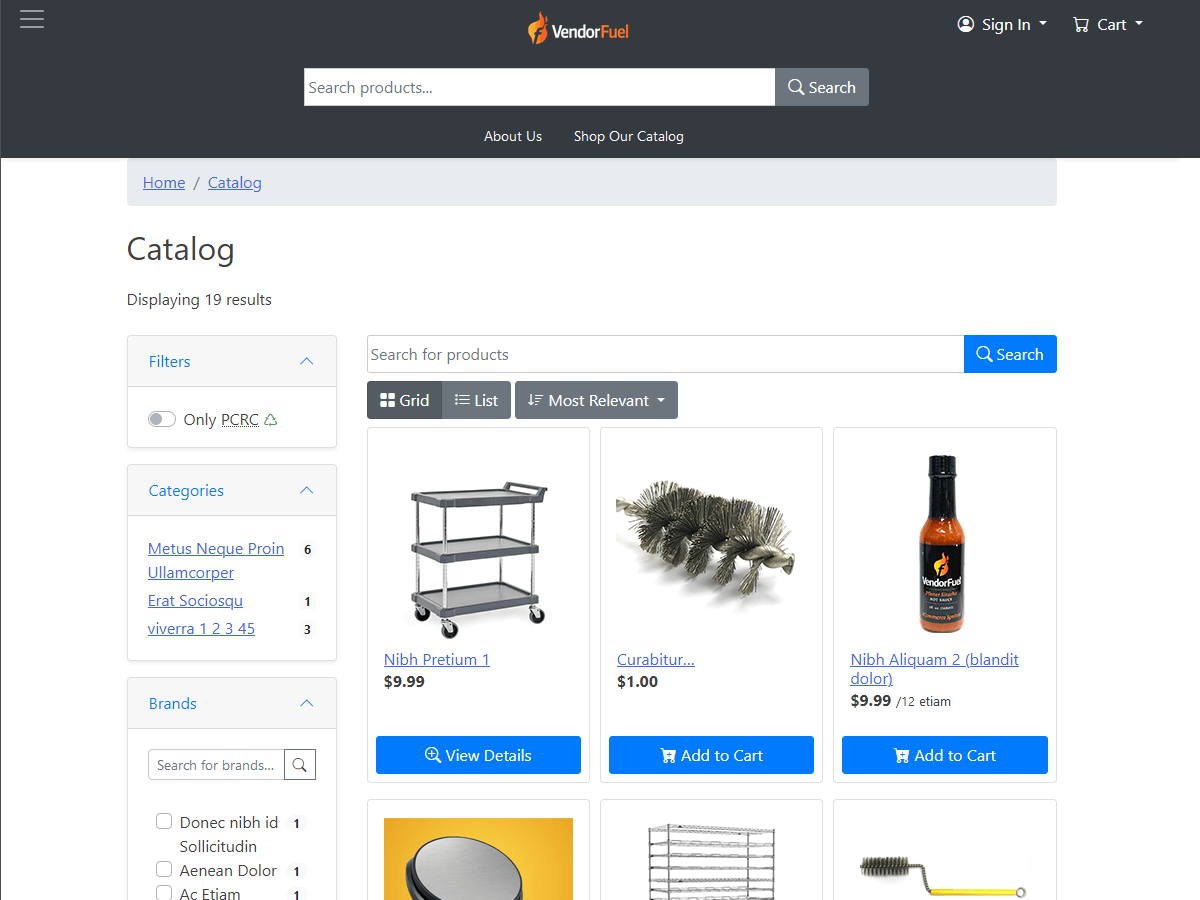 VendorFuel
Sign In
Cart
Search products...
Search
About Us
Shop Our Catalog
Home / Catalog
Catalog
Displaying 19 results
Filters
Only PCRC
Categories
Metus Neque Proin 6
Ullamcorper
Erat Sociosqu 1
viverra 1 2 3 45 3
Brands
Search for brands...
Donec nibh id 1
Sollicitudin
Aenean Dolor 1
Ac Etiam 1
Search for products
Search
Grid
List
Most Relevant
Nibh Pretium 1
$9.99
View Details
Curabitur...
$1.00
Add to Cart
VendorFuel
HOT SAUCE
Nibh Aliquam 2 (blandit
dolor)
$9.99 /12 etiam
Add to Cart